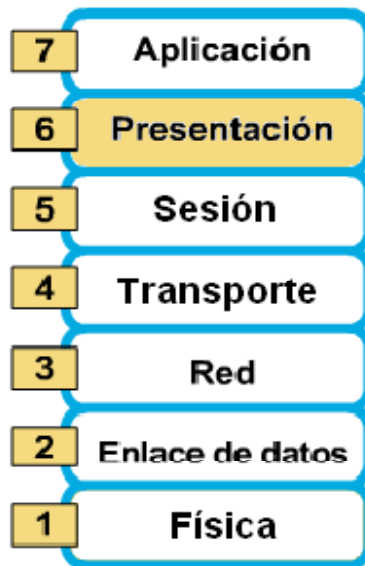 7 Aplicación
6 Presentación
5 Sesión
4 Transporte
3 Red
2 Enlace de datos
1 Física